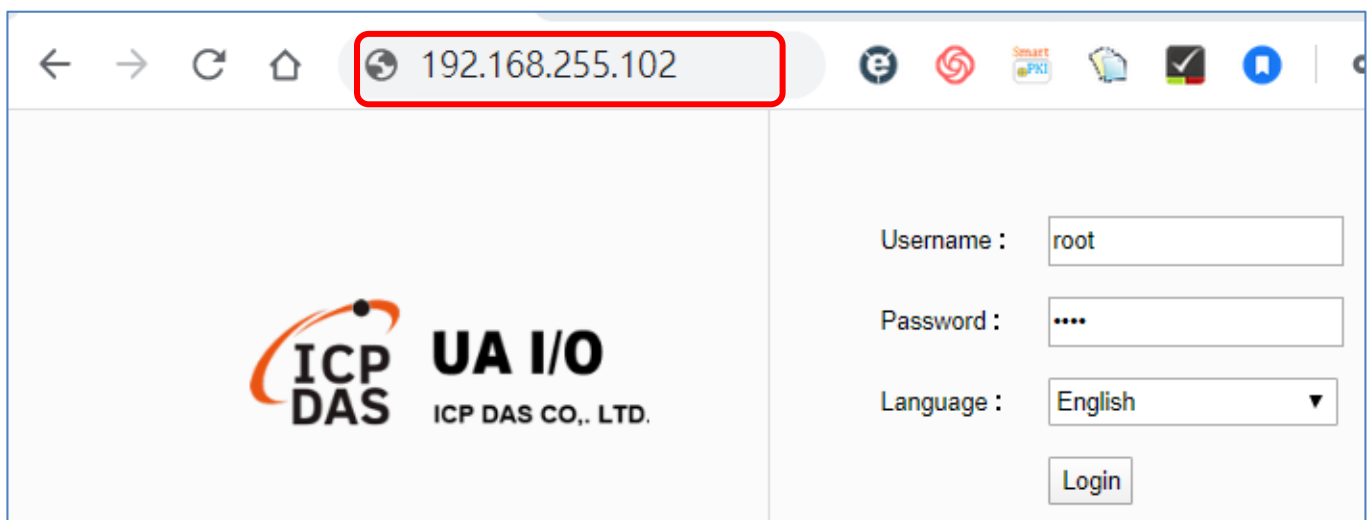 192.168.255.102
Smart
PKI
Username :
root
Password :
••••
Language :
English
Login
ICP
DAS
UA I/O
ICP DAS CO,. LTD.